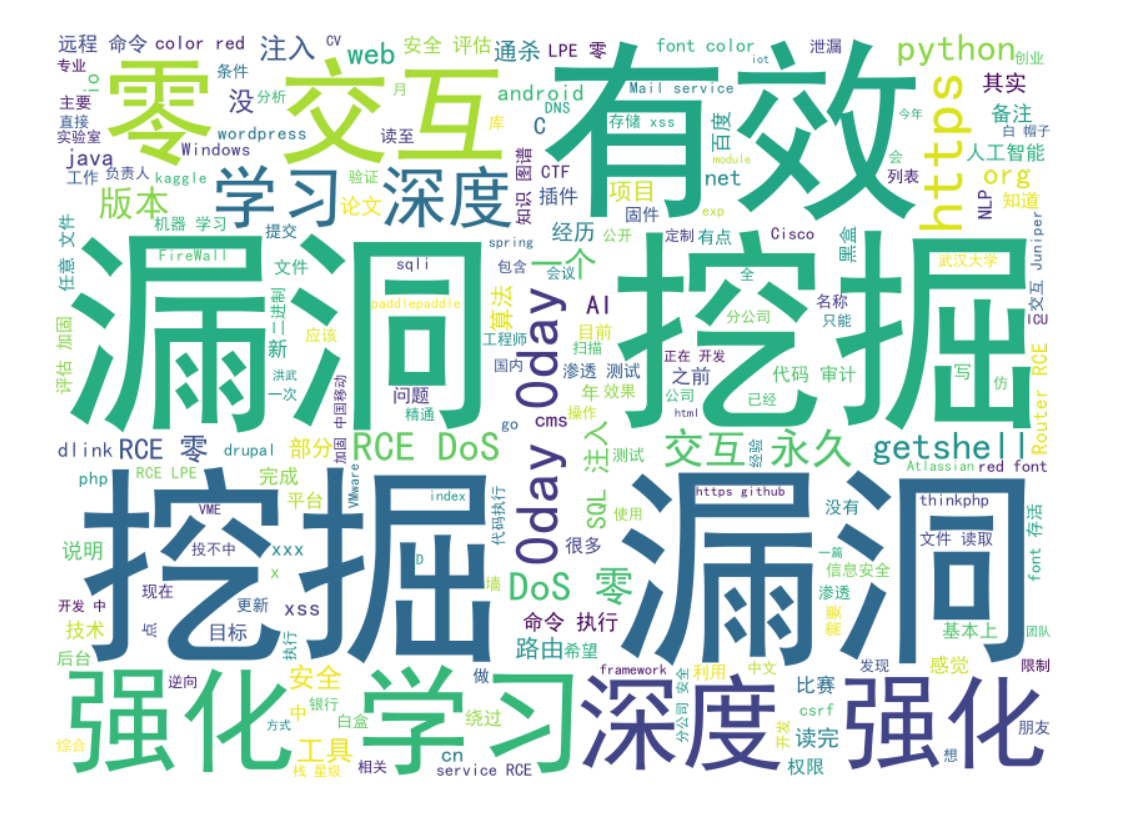 远程 命令
color red
注入
CV
web
安全 评估
通杀
LPE 零
font color
iot
泄漏
python
创业
专业
io
零
交互
有效
条件
没
分析
月
android
DNS
Mail service
https
其实
主要
直接
实验室
wordpress
读至
库
C
存储 xss
百度
今年
备注
白 帽子
java
Windows
工作
负责人
kaggle
学习
验证
深度
图谱
知识
CTF
module
net
会
列表
人工智能
org
NLP
知道
版本
论文
插件
项目
固件
exp
机器 学习
提交
经历
公开
定制
有点
Cisco
黑盒
任意 文件
漏洞
FireWall
文件
sqli
spring
包含
一个
会议
挖掘
全
武汉大学
交互 Juniper
二进制
paddlepaddle
算法
0day 0day
AI
名称
ICU
评估 加固
新
应该
工程师
目前
扫描
分公司
只能
国内
渗透 测试
正在 开发
之前
代码 审计
写
仿
Router RCE
洪武
一次
中国移动
加固
问题
精通
年
效果
公司
已经
操作
html
go
cms
dlink
RCE 零
drupal
部分
RCE DoS
SQL 注入
测试
交互 永久
经验
getshell
Atlassian
red font
php
RCE LPE
完成
平台
VMware
挖掘
VME
index
代码执行
使用
漏洞
https github
没有
thinkphp
文件 读取
font 存活
说明
投不中
xxx
D
很多
一篇
信息安全
现在
x
墙
DoS 零
渗透
开发 中
更新
xss
命令 执行
需要
技术
点
目标
执行
路由
希望
基本上
团队
后台
强化
逆向
安全
学习
做
framework
深度
利用
中文
发现
感觉
限制
强化
中
银行
白盒
绕过
分公司 安全
比赛
csrf
朋友
方式
综合
工具
cn
开发
读完
想
栈 星级
相关
service RCE
权限